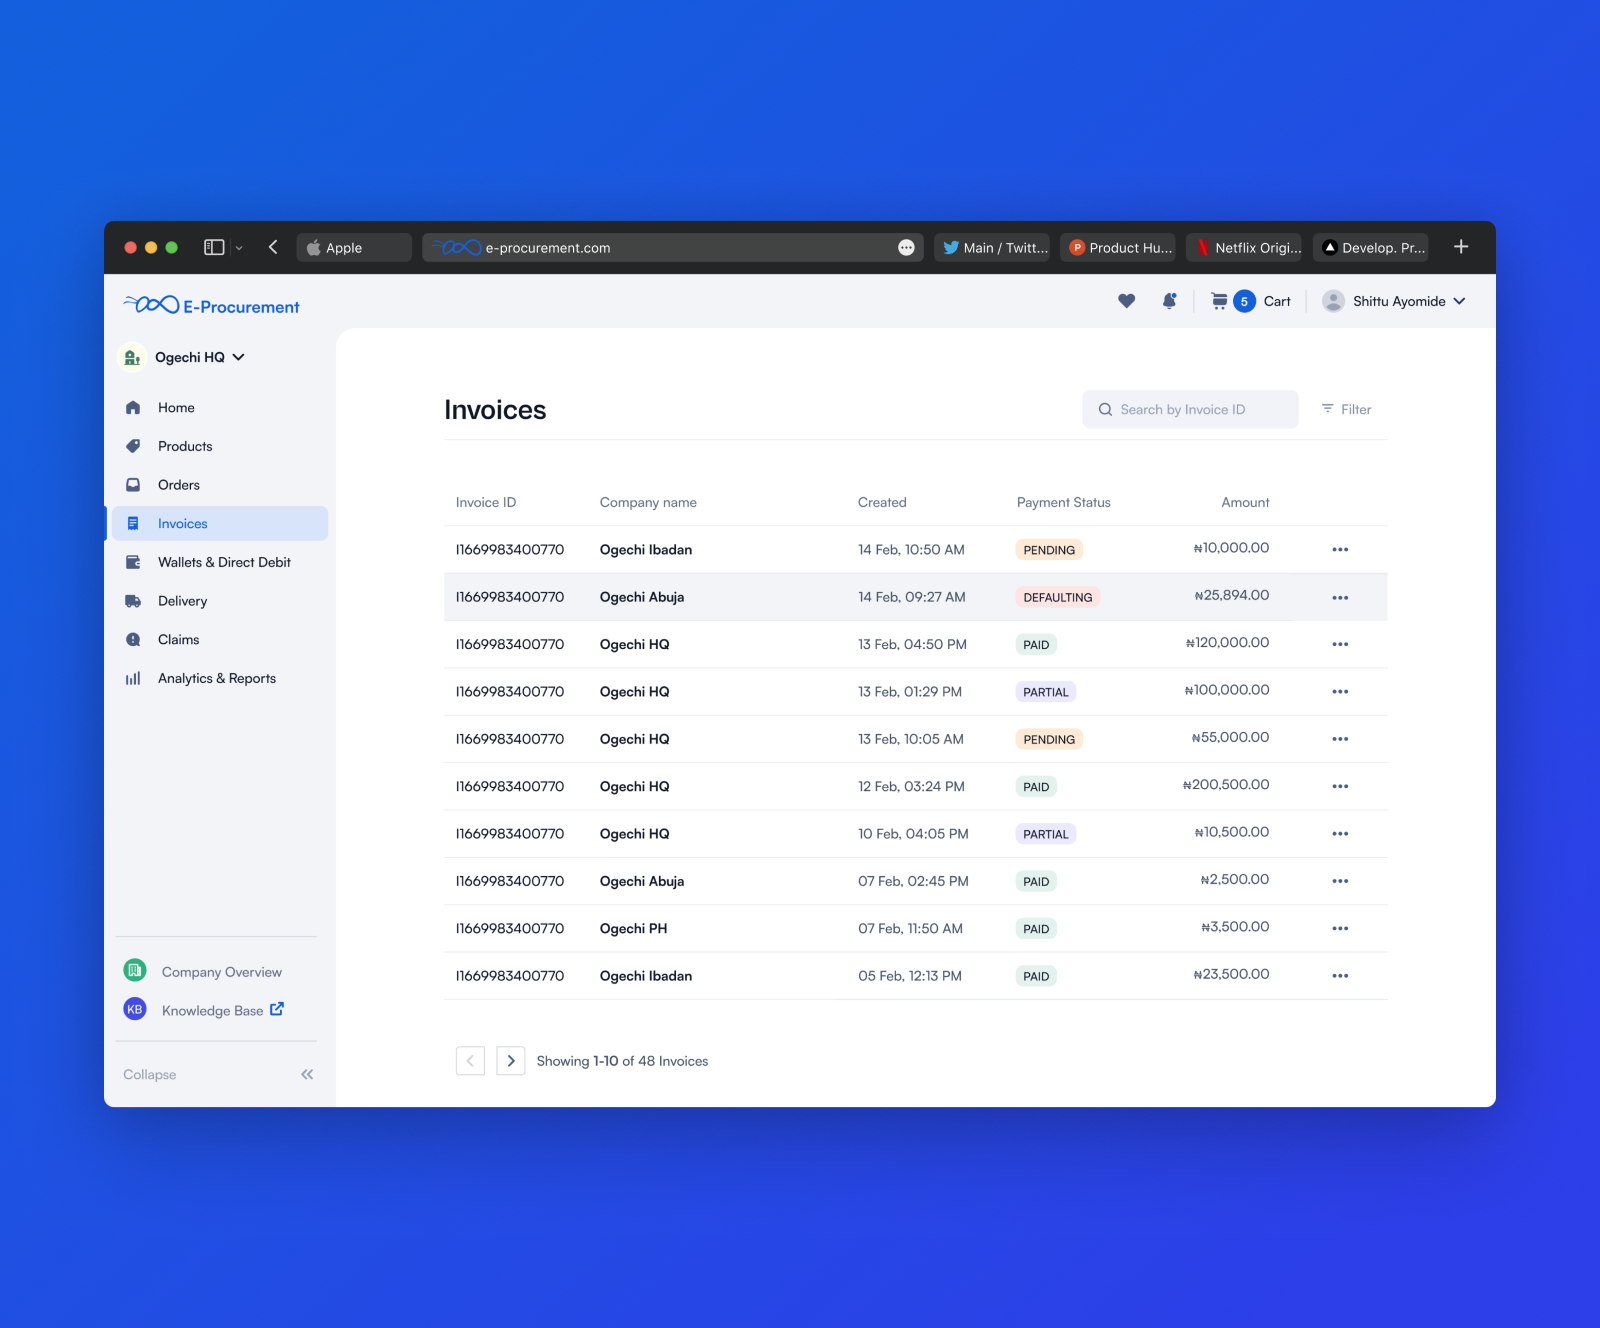 Apple
e-procurement.com
Main / Twitt...
P Product Hu...
Netflix Origi...
Develop. Pr...
E-Procurement
5 Cart
Shittu Ayomide
Ogechi HQ
Home
Products
Orders
Invoices
Wallets & Direct Debit
Delivery
Claims
Analytics & Reports
Company Overview
KB Knowledge Base
Collapse
Invoices
Search by Invoice ID
Filter
Invoice ID Company name Created Payment Status Amount
I1669983400770 Ogechi Ibadan 14 Feb, 10:50 AM PENDING ₦10,000.00
I1669983400770 Ogechi Abuja 14 Feb, 09:27 AM DEFAULTING ₦25,894.00
I1669983400770 Ogechi HQ 13 Feb, 04:50 PM PAID ₦120,000.00
I1669983400770 Ogechi HQ 13 Feb, 01:29 PM PARTIAL ₦100,000.00
I1669983400770 Ogechi HQ 13 Feb, 10:05 AM PENDING ₦55,000.00
I1669983400770 Ogechi HQ 12 Feb, 03:24 PM PAID ₦200,500.00
I1669983400770 Ogechi HQ 10 Feb, 04:05 PM PARTIAL ₦10,500.00
I1669983400770 Ogechi Abuja 07 Feb, 02:45 PM PAID ₦2,500.00
I1669983400770 Ogechi PH 07 Feb, 11:50 AM PAID ₦3,500.00
I1669983400770 Ogechi Ibadan 05 Feb, 12:13 PM PAID ₦23,500.00
Showing 1-10 of 48 Invoices